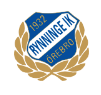 1932
RYNNINGE IK
ÖREBRO